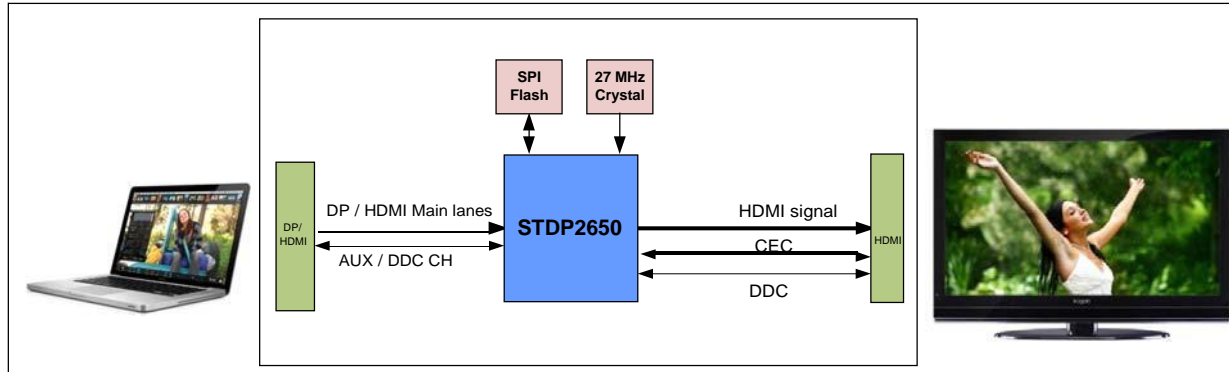 SPI
Flash
27 MHz
Crystal
DP/
HDMI
DP / HDMI Main lanes
AUX / DDC CH
STDP2650
HDMI signal
CEC
DDC
HDMI
kogan